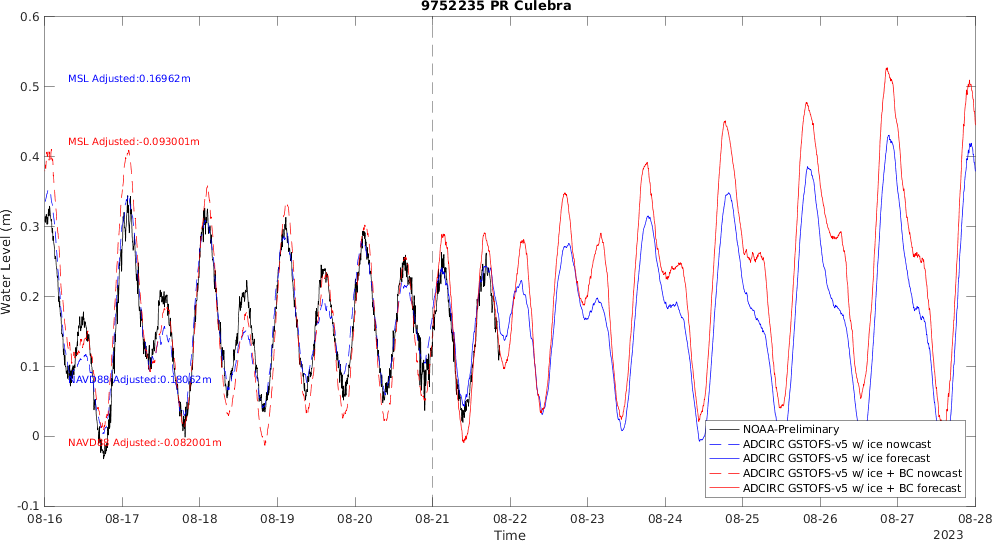 9752235 PR Culebra
0.6
0.5
0.4
0.3
0.2
0.1
0
-0.1
Water Level (m)
MSL Adjusted:0.16962m
MSL Adjusted:-0.093001m
NAVD88 Adjusted:0.18062m
NAVD88 Adjusted:-0.082001m
NOAA-Preliminary
ADCIRC GSTOFS-v5 w/ ice nowcast
ADCIRC GSTOFS-v5 w/ ice forecast
ADCIRC GSTOFS-v5 w/ ice + BC nowcast
ADCIRC GSTOFS-v5 w/ ice + BC forecast
08-16 08-17 08-18 08-19 08-20 08-21 08-22 08-23 08-24 08-25 08-26 08-27 08-28
Time
2023